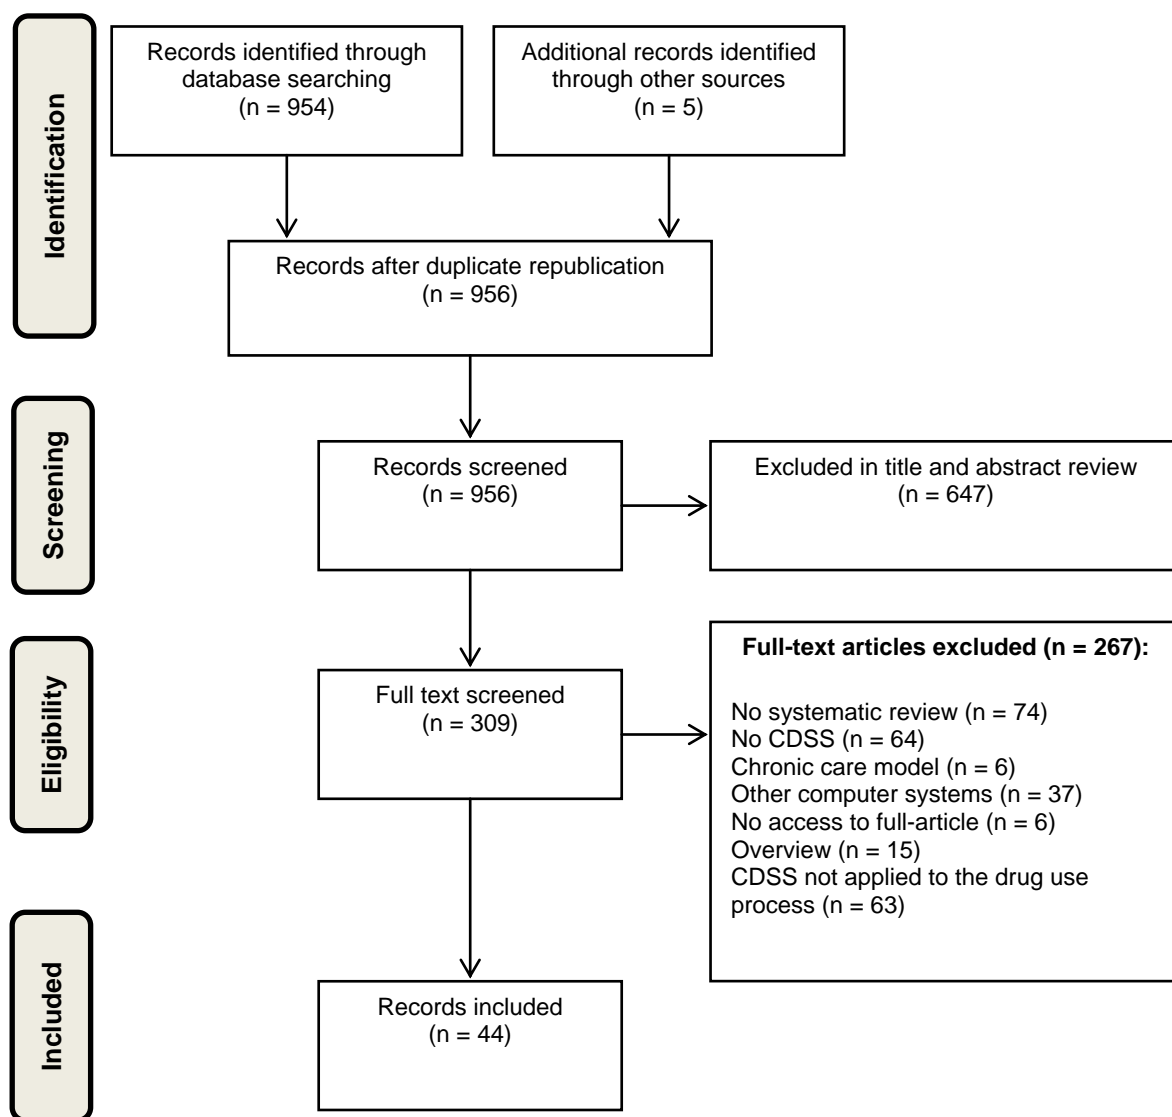 Identification
Records identified through
database searching
(n = 954)
Additional records identified
through other sources
(n = 5)
Records after duplicate republication
(n = 956)
Screening
Records screened
(n = 956)
Excluded in title and abstract review
(n = 647)
Eligibility
Full text screened
(n = 309)
Full-text articles excluded (n = 267):
No systematic review (n = 74)
No CDSS (n = 64)
Chronic care model (n = 6)
Other computer systems (n = 37)
No access to full-article (n = 6)
Overview (n = 15)
CDSS not applied to the drug use
process (n = 63)
Included
Records included
(n = 44)